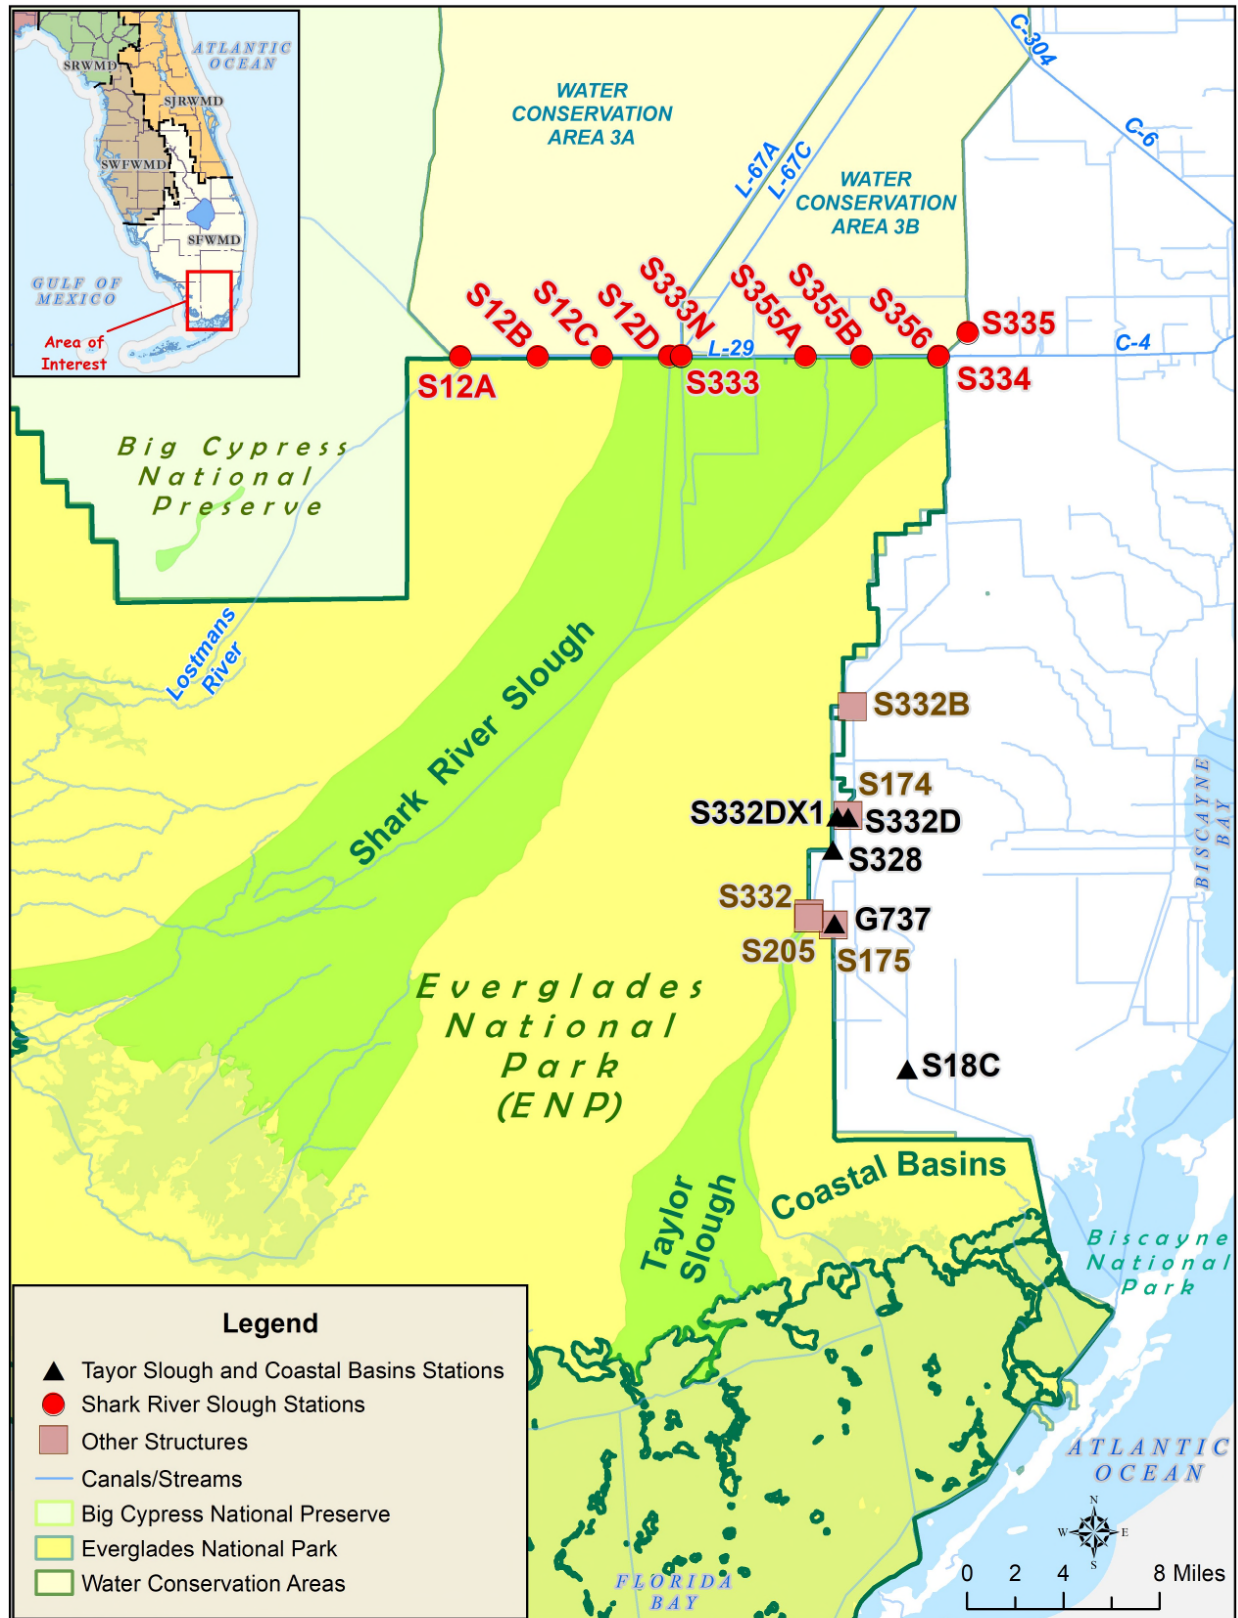 ATLANTIC
OCEAN
SRWMD
SJRWMD
SWFWMD
SFWMD
GULF OF
MEXICO
Area of
Interest
C-304
C-6
WATER
CONSERVATION
AREA 3A
L-67A
L-67C
WATER
CONSERVATION
AREA 3B
S12B
S12C
S12D
S333N
S355A
S355B
S356
S335
L-29
C-4
S12A
S333
S334
Big Cypress
National
Preserve
Lostmans
River
Shark River Slough
S332B
S174
S332DX1
S332D
S328
S332
G737
S205
S175
BISCAYNE
BAY
Everglades
National
Park
(ENP)
S18C
Coastal Basins
Taylor
Slough
Biscayne
National
Park
Legend
Tayor Slough and Coastal Basins Stations
Shark River Slough Stations
Other Structures
Canals/Streams
Big Cypress National Preserve
Everglades National Park
Water Conservation Areas
FLORIDA
BAY
ATLANTIC
OCEAN
N
W E
S
0 2 4 8 Miles